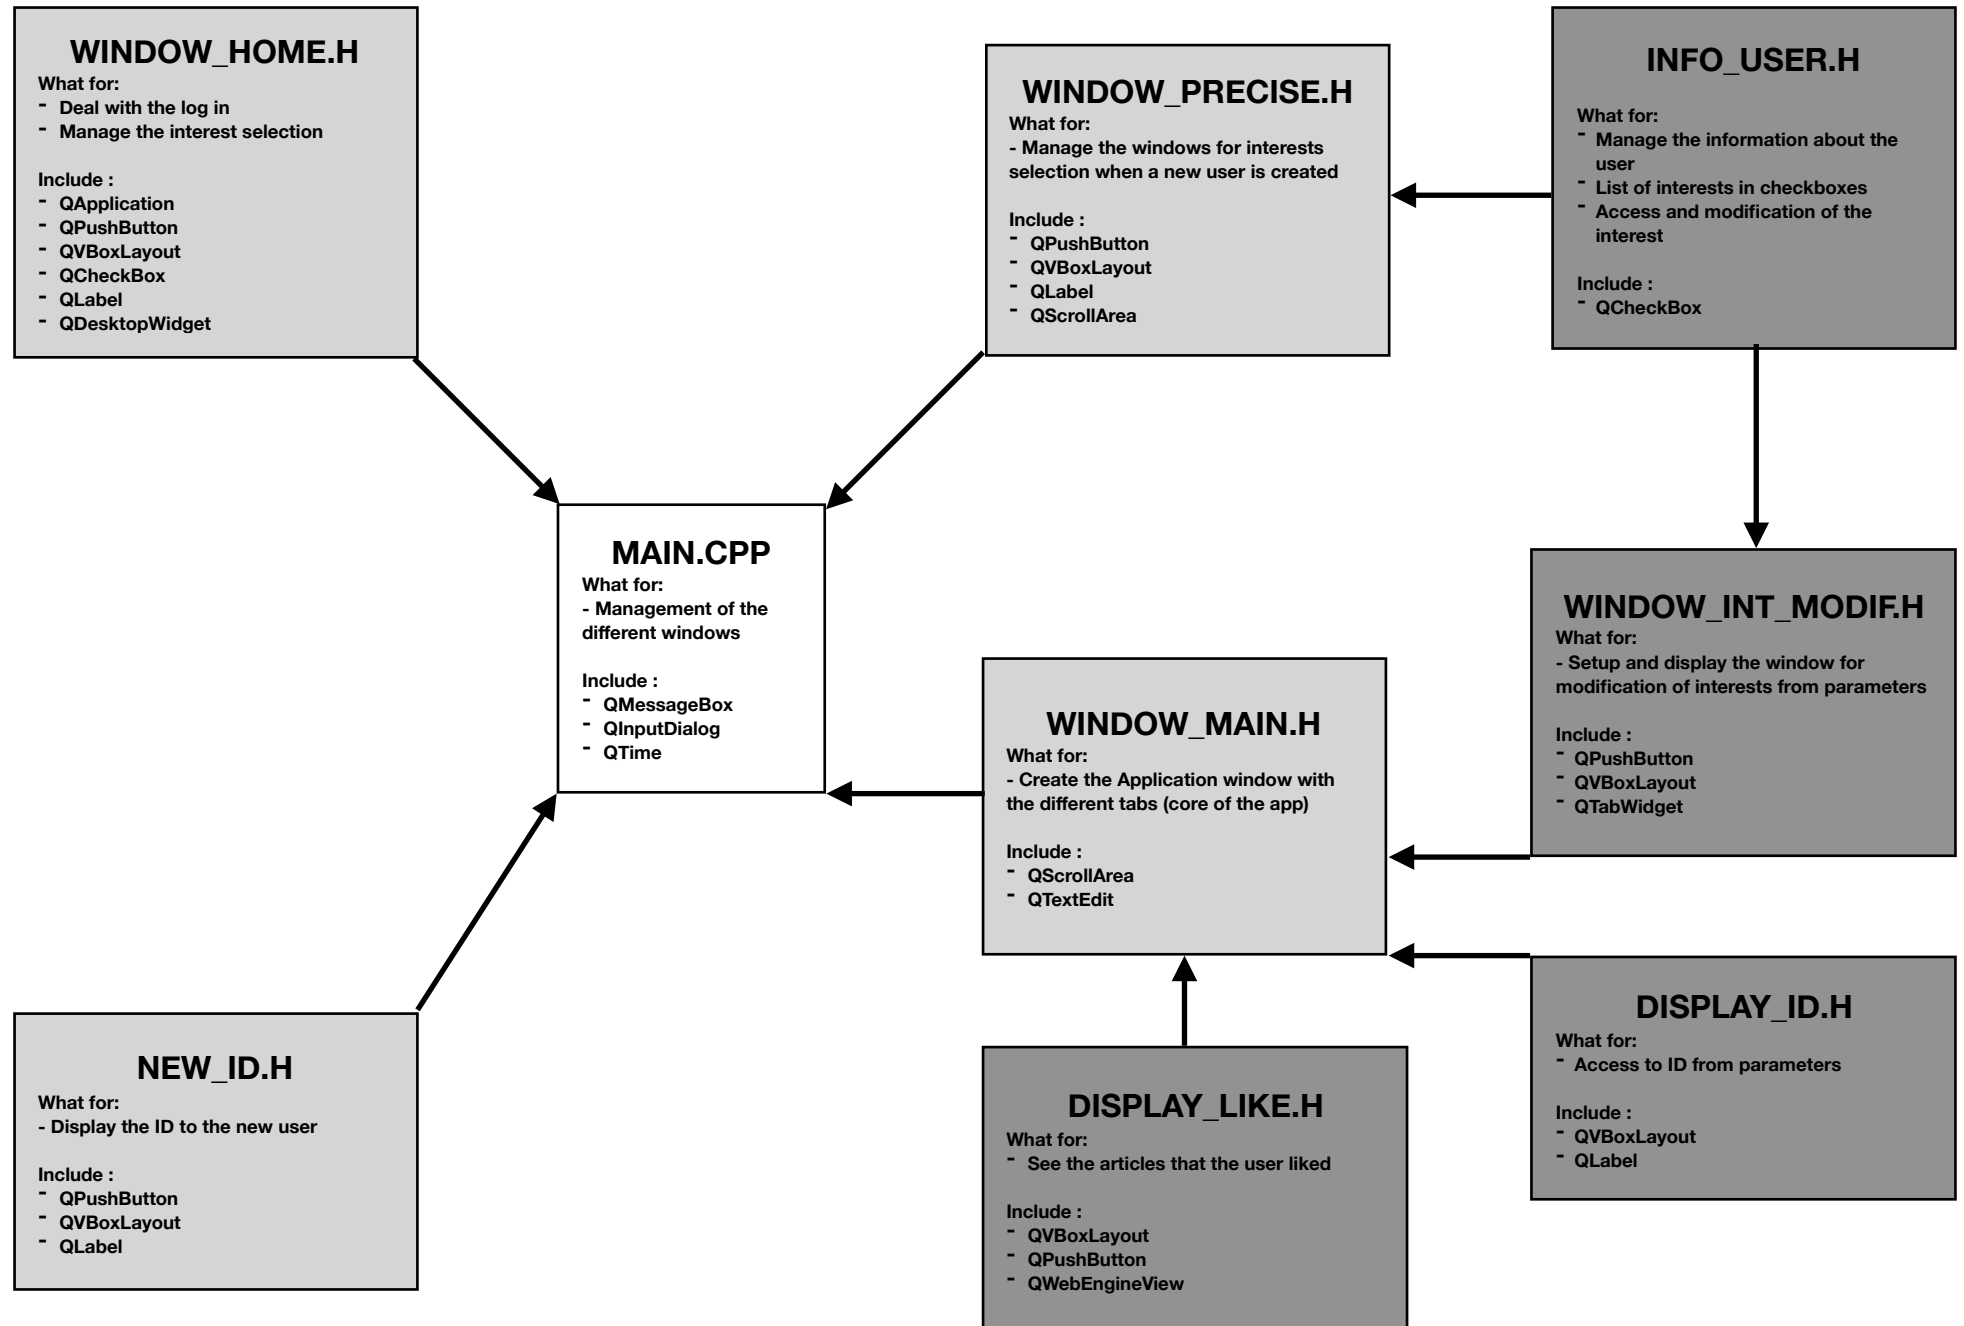 WINDOW_HOME.H
What for:
- Deal with the log in
- Manage the interest selection
Include :
- QApplication
- QPushButton
- QVBoxLayout
- QCheckBox
- QLabel
- QDesktopWidget
WINDOW_PRECISE.H
What for:
- Manage the windows for interests
selection when a new user is created
Include :
- QPushButton
- QVBoxLayout
- QLabel
- QScrollArea
INFO_USER.H
What for:
- Manage the information about the
user
- List of interests in checkboxes
- Access and modification of the
interest
Include :
- QCheckBox
MAIN.CPP
What for:
- Management of the
different windows
Include :
- QMessageBox
- QInputDialog
- QTime
WINDOW_INT_MODIF.H
What for:
- Setup and display the window for
modification of interests from parameters
Include :
- QPushButton
- QVBoxLayout
- QTabWidget
WINDOW_MAIN.H
What for:
- Create the Application window with
the different tabs (core of the app)
Include :
- QScrollArea
- QTextEdit
NEW_ID.H
What for:
- Display the ID to the new user
Include :
- QPushButton
- QVBoxLayout
- QLabel
DISPLAY_LIKE.H
What for:
- See the articles that the user liked
Include :
- QVBoxLayout
- QPushButton
- QWebEngineView
DISPLAY_ID.H
What for:
- Access to ID from parameters
Include :
- QVBoxLayout
- QLabel